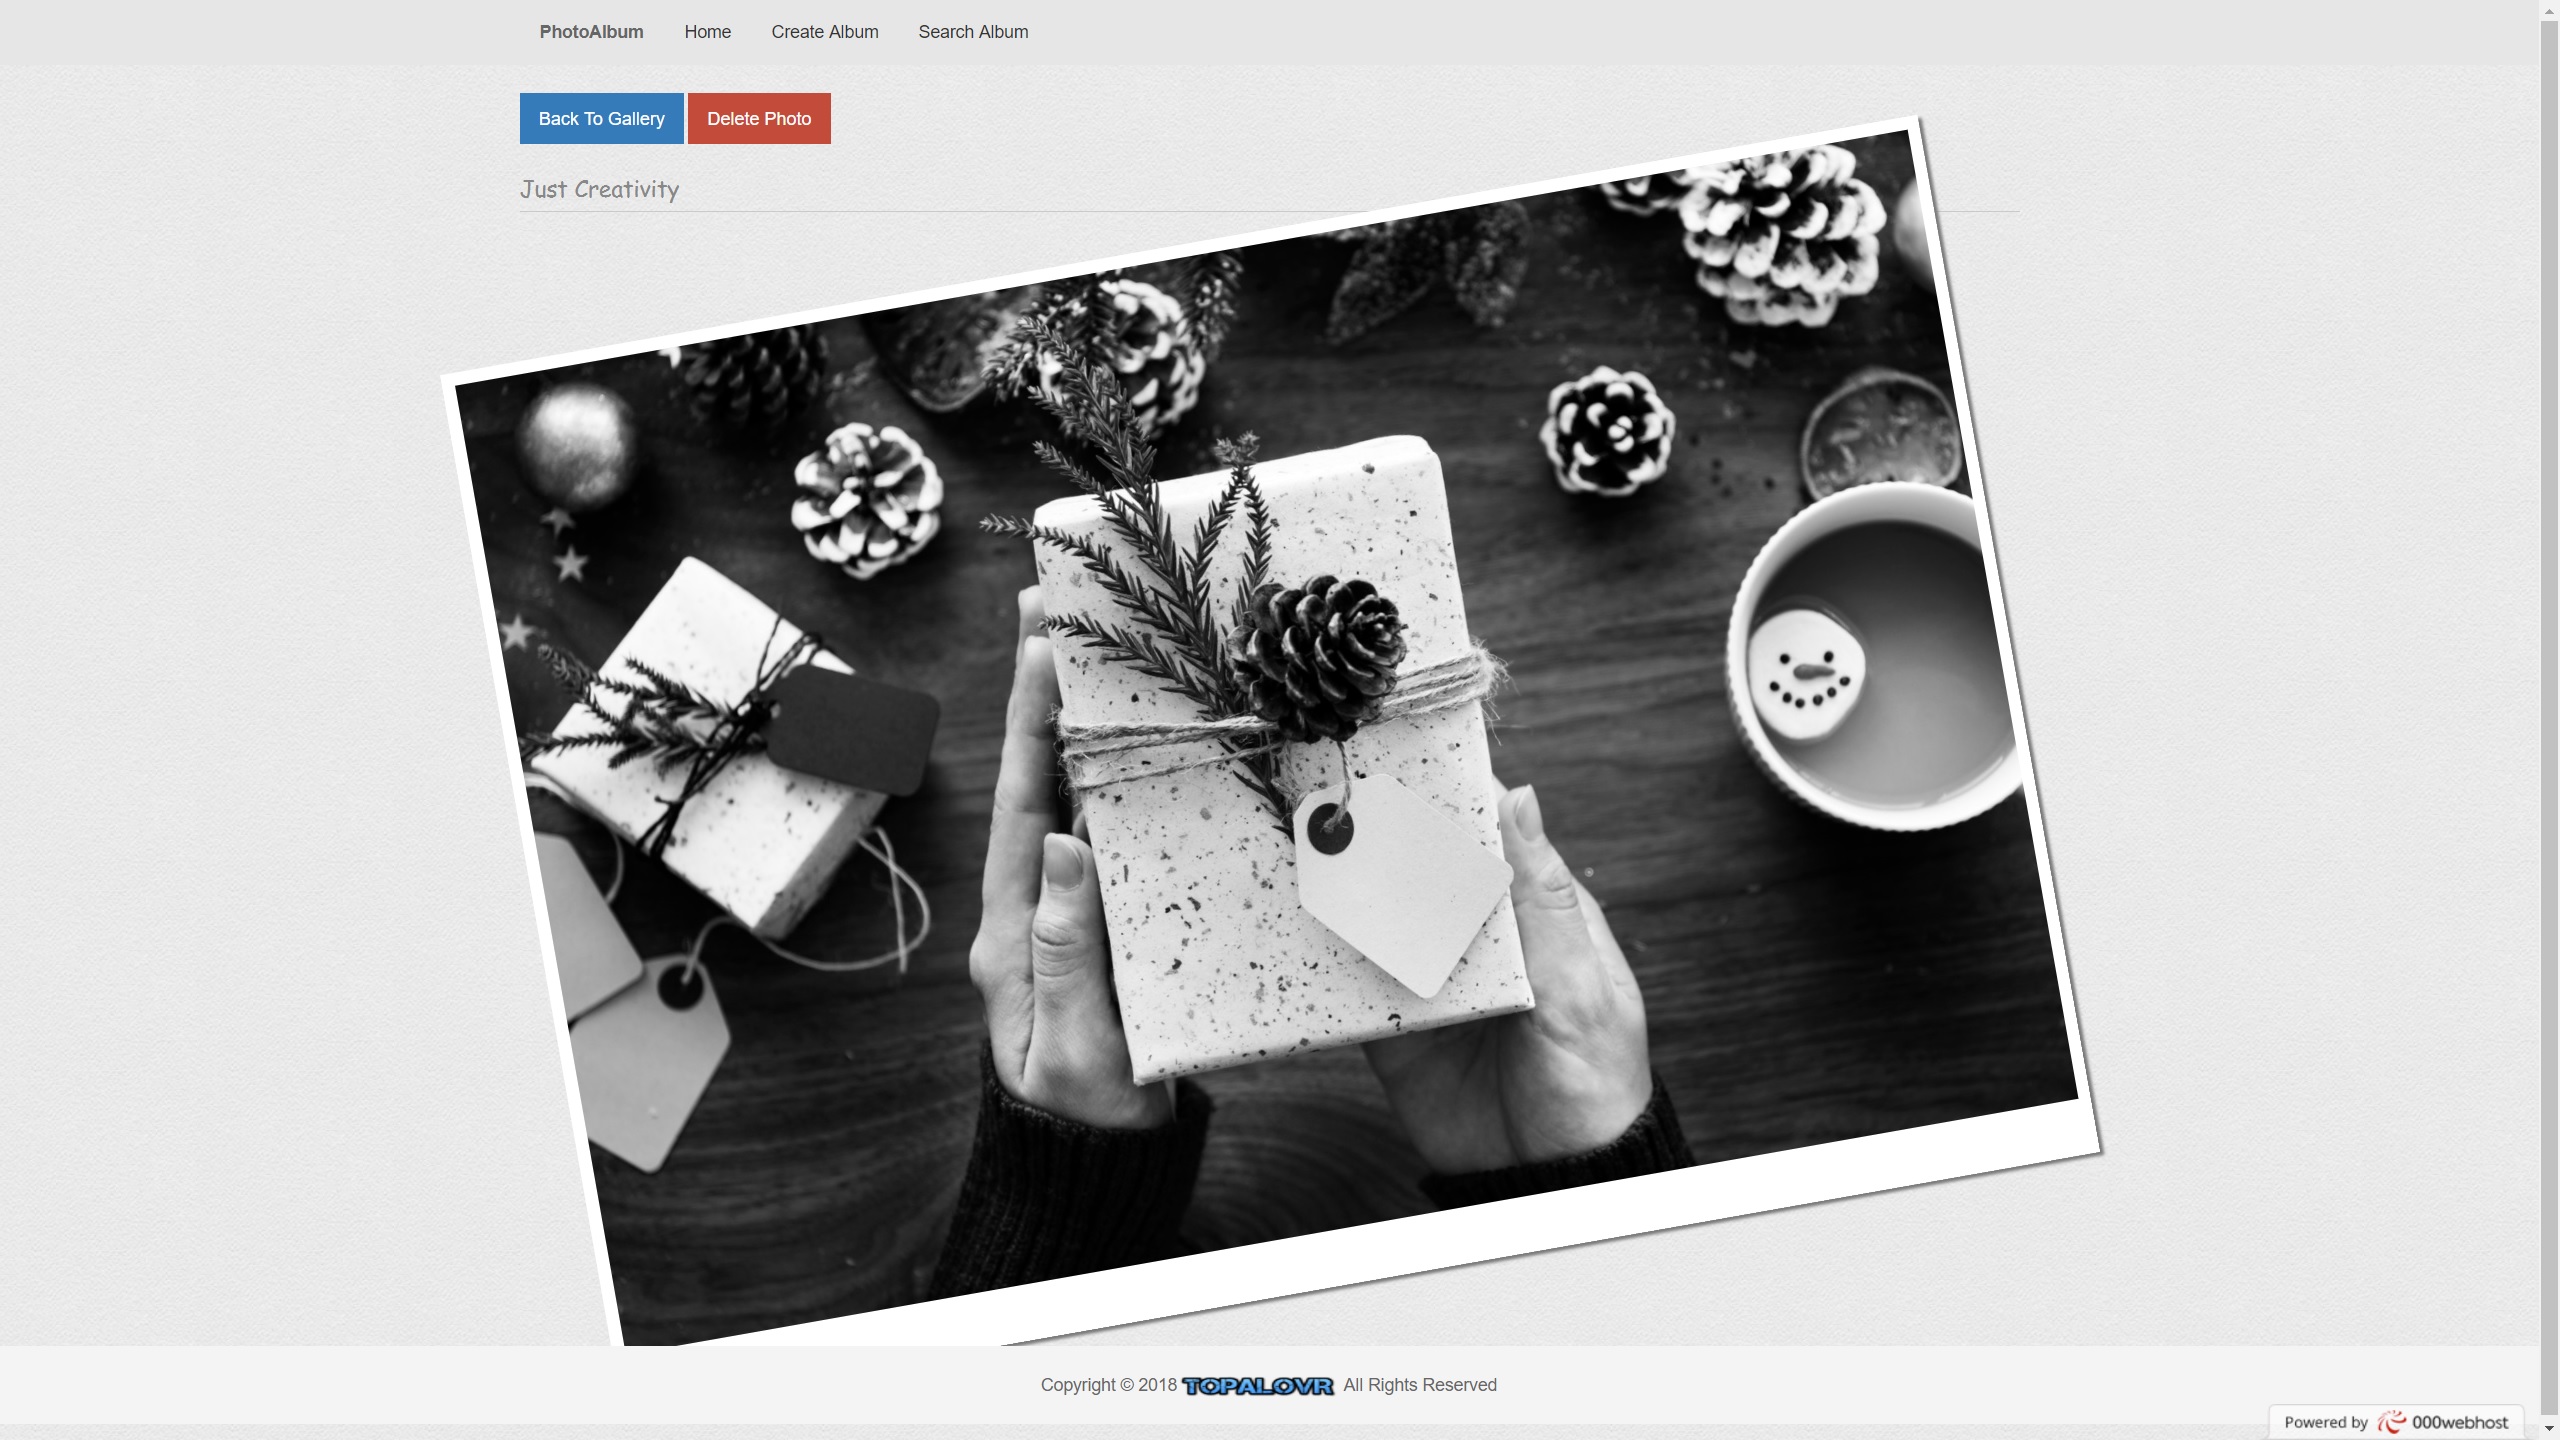 PhotoAlbum Home Create Album Search Album
Back To Gallery Delete Photo
Just Creativity
Copyright © 2018 TOPALOVR All Rights Reserved
Powered by 000webhost